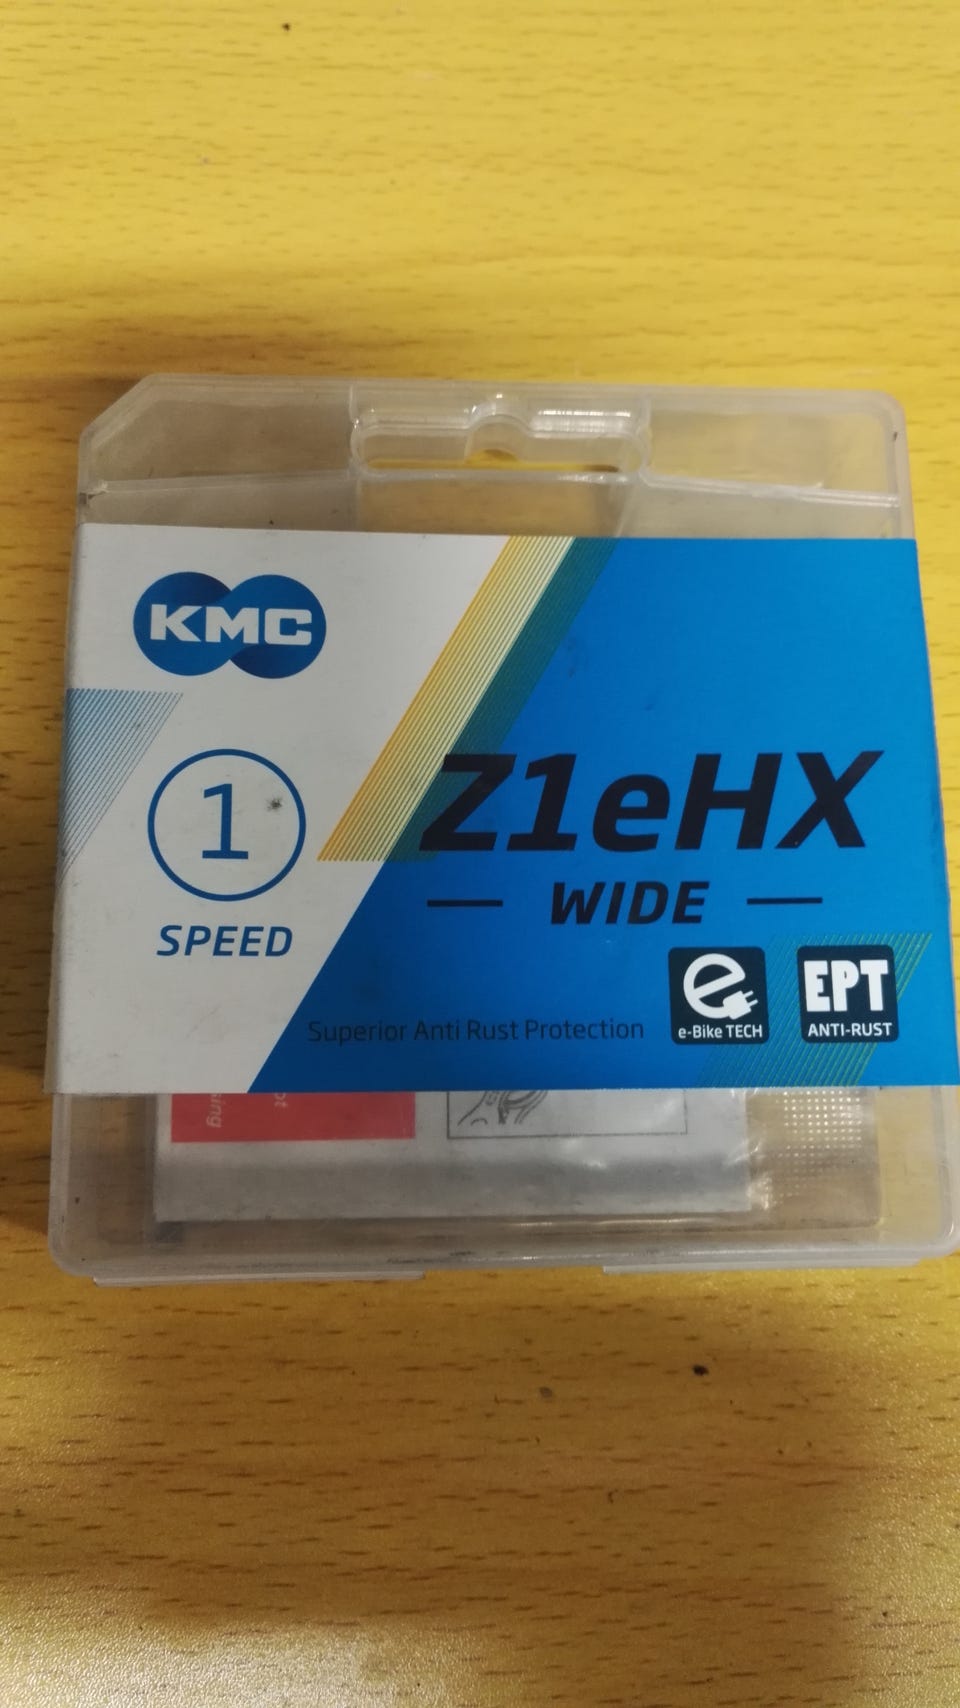 KMC
1
SPEED
Z1eHX
WIDE
Superior Anti Rust Protection
e
e-Bike TECH
EPT
ANTI-RUST